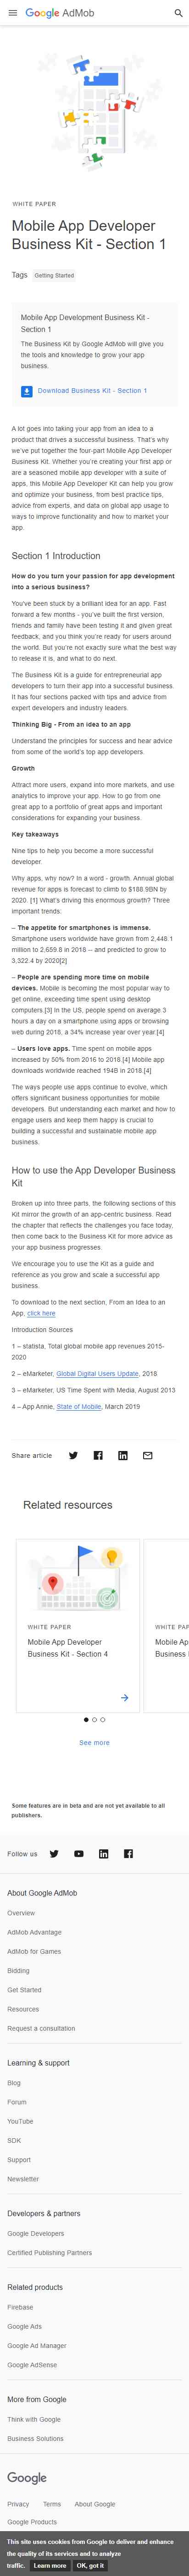 Google AdMob
WHITE PAPER
Mobile App Developer
Business Kit - Section 1
Tags Getting Started
Mobile App Development Business Kit -
Section 1
The Business Kit by Google AdMob will give you
the tools and knowledge to grow your app
business.
Download Business Kit - Section 1
A lot goes into taking your app from an idea to a
product that drives a successful business. That's why
we've put together the four-part Mobile App Developer
Business Kit. Whether you're creating your first app or
are a seasoned mobile app developer with a suite of
apps, this Mobile App Developer Kit can help you grow
and optimize your business, from best practice tips,
advice from experts, and data on global app usage to
ways to improve functionality and how to market your
app.
Section 1 Introduction
How do you turn your passion for app development
into a serious business?
You've been stuck by a brilliant idea for an app. Fast
forward a few months - you've built the first version,
friends and family have been testing it and given great
feedback, and you think you're ready for users around
the world. But you're not exactly sure what the best way
to release it is, and what to do next.
The Business Kit is a guide for entrepreneurial app
developers to turn their app into a successful business
It has four sections packed with tips and advice from
expert developers and industry leaders.
Thinking Big - From an idea to an app
Understand the principles for success and hear advice
from some of the world's top app developers.
Growth
Attract more users, expand into more markets, and use
analytics to improve your app. How to go from one
great app to a portfolio of great apps and important
considerations for expanding your business.
Key takeaways
Nine tips to help you become a more successful
developer.
Why apps, why now? In a word - growth. Annual global
revenue for apps is forecast to climb to $188.9BN by
2020. [1] What's driving this enormous growth? Three
important trends:
– The appetite for smartphones is immense.
Smartphone users worldwide have grown from 2,448.1
million to 2,659.8 in 2018 -- and predicted to grow to
3,322.4 by 2020[2]
– People are spending more time on mobile
devices. Mobile is becoming the most popular way to
get online, exceeding time spent using desktop
computers.[3] In the US, people spend on average 3
hours a day on a smartphone using apps or browsing
web during 2018, a 34% increase year over year.[4]
– Users love apps. Time spent on mobile apps
increased by 50% from 2016 to 2018.[4] Mobile app
downloads worldwide reached 194B in 2018.[4]
The ways people use apps continue to evolve, which
offers significant business opportunities for mobile
developers. But understanding each market and how to
engage users and keep them happy is crucial to
building a successful and sustainable mobile app
business.
How to use the App Developer Business
Kit
Broken up into three parts, the following sections of this
Kit mirror the growth of an app-centric business. Read
the chapter that reflects the challenges you face today,
then come back to the Business Kit for more advice as
your app business progresses.
We encourage you to use the Kit as a guide and
reference as you grow and scale a successful app
business.
To download to the next section, From an Idea to an
App, click here
Introduction Sources
1 – statista, Total global mobile app revenues 2015-
2020
2 – eMarketer, Global Digital Users Update, 2018
3 – eMarketer, US Time Spent with Media, August 2013
4 – App Annie, State of Mobile, March 2019
Share article
Related resources
WHITE PAPER
Mobile App Developer
Business Kit - Section 4
WHITE PAP
Mobile Ap
Business
See more
Some features are in beta and are not yet available to all
publishers.
Follow us
About Google AdMob
Overview
AdMob Advantage
AdMob for Games
Bidding
Get Started
Resources
Request a consultation
Learning & support
Blog
Forum
YouTube
SDK
Support
Newsletter
Developers & partners
Google Developers
Certified Publishing Partners
Related products
Firebase
Google Ads
Google Ad Manager
Google AdSense
More from Google
Think with Google
Business Solutions
Google
Privacy Terms About Google
Google Products
This site uses cookies from Google to deliver and enhance
the quality of its services and to analyze
traffic. Learn more OK, got it